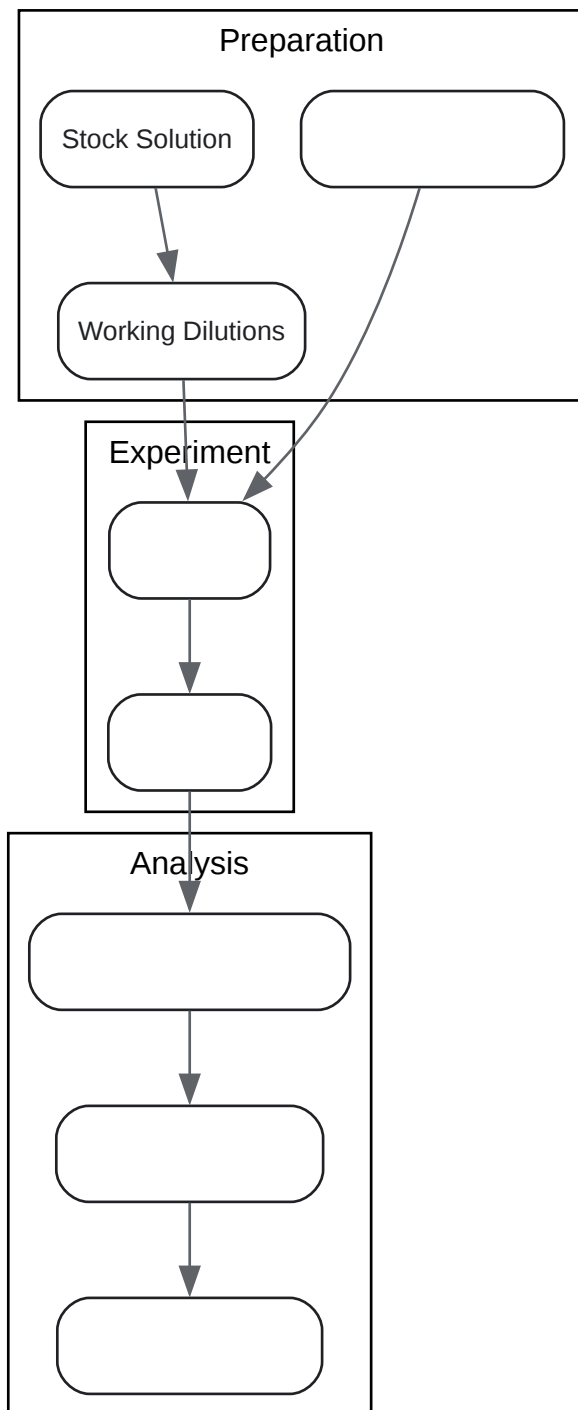 Preparation
Stock Solution
Working Dilutions
Experiment
Analysis